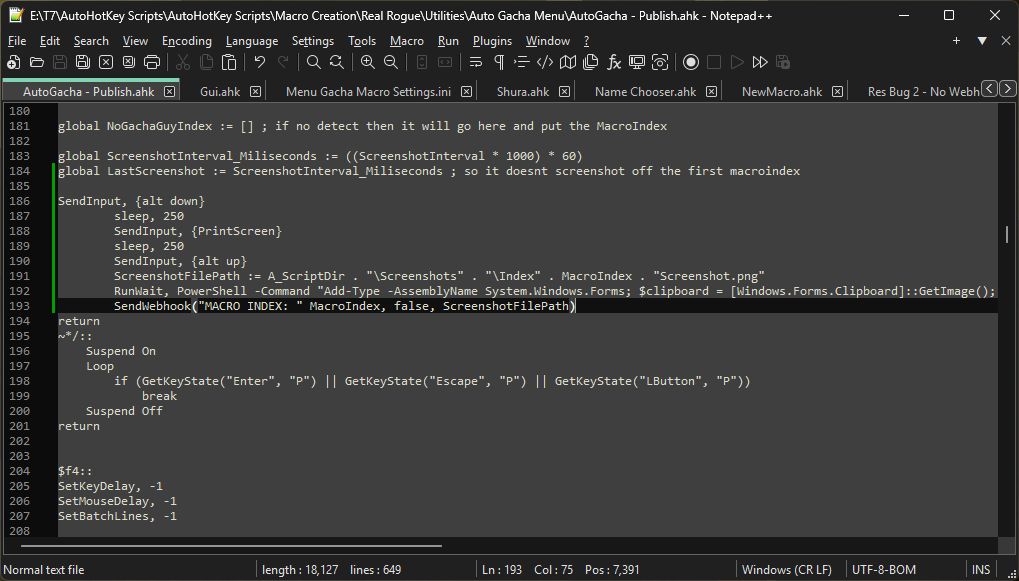 E:\T7\AutoHotKey Scripts\AutoHotKey Scripts\Macro Creation\Real Rogue\Utilities\Auto Gacha Menu\AutoGacha - Publish.ahk - Notepad++
File Edit Search View Encoding Language Settings Tools Macro Run Plugins Window ?
AutoGacha - Publish.ahk Gui.ahk Menu Gacha Macro Settings.ini Shura.ahk Name Chooser.ahk NewMacro.ahk Res Bug 2 - No Webh
180
181 global NoGachaGuyIndex := [] ; if no detect then it will go here and put the MacroIndex
182
183 global ScreenshotInterval_Miliseconds := ((ScreenshotInterval * 1000) * 60)
184 global LastScreenshot := ScreenshotInterval_Miliseconds ; so it doesnt screenshot off the first macroindex
185
186 SendInput, {alt down}
187 sleep, 250
188 SendInput, {PrintScreen}
189 sleep, 250
190 SendInput, {alt up}
191 ScreenshotFilePath := A_ScriptDir . "\Screenshots" . "\Index" . MacroIndex . "Screenshot.png"
192 RunWait, PowerShell -Command "Add-Type -AssemblyName System.Windows.Forms; $clipboard = [Windows.Forms.Clipboard]::GetImage();
193 SendWebhook("MACRO INDEX: " MacroIndex, false, ScreenshotFilePath)
194 return
195 ~*/::
196 Suspend On
197 Loop
198 if (GetKeyState("Enter", "P") || GetKeyState("Escape", "P") || GetKeyState("LButton", "P"))
199 break
200 Suspend Off
201 return
202
203
204 $f4::
205 SetKeyDelay, -1
206 SetMouseDelay, -1
207 SetBatchLines, -1
208
Normal text file length : 18,127 lines : 649 Ln : 193 Col : 75 Pos : 7,391 Windows (CR LF) UTF-8-BOM INS